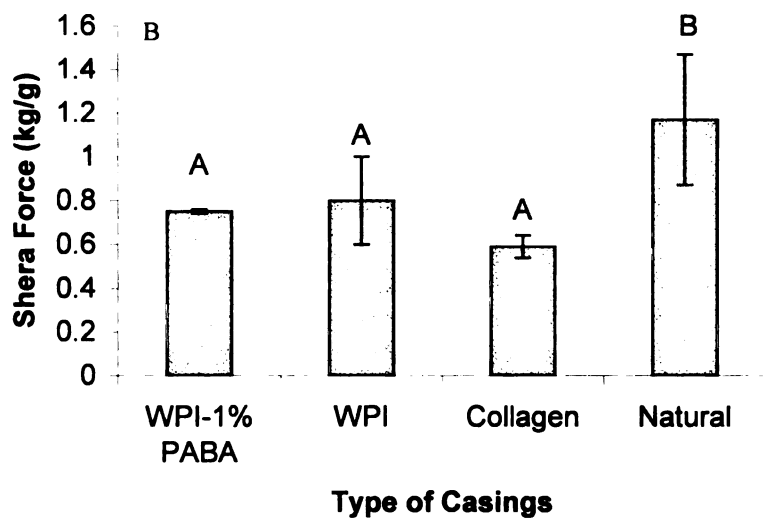 B
Shera Force (kg/g)
1.6
1.4
1.2
1
0.8
0.6
0.4
0.2
0
A
A
A
B
WPI-1%
PABA
WPI
Collagen
Natural
Type of Casings